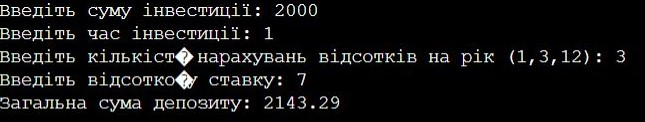 Введіть суму інвестиції: 2000
Введіть час інвестиції: 1
Введіть кількіст� нарахувань відсотків на рік (1,3,12): 3
Введіть відсотко�у ставку: 7
Загальна сума депозиту: 2143.29